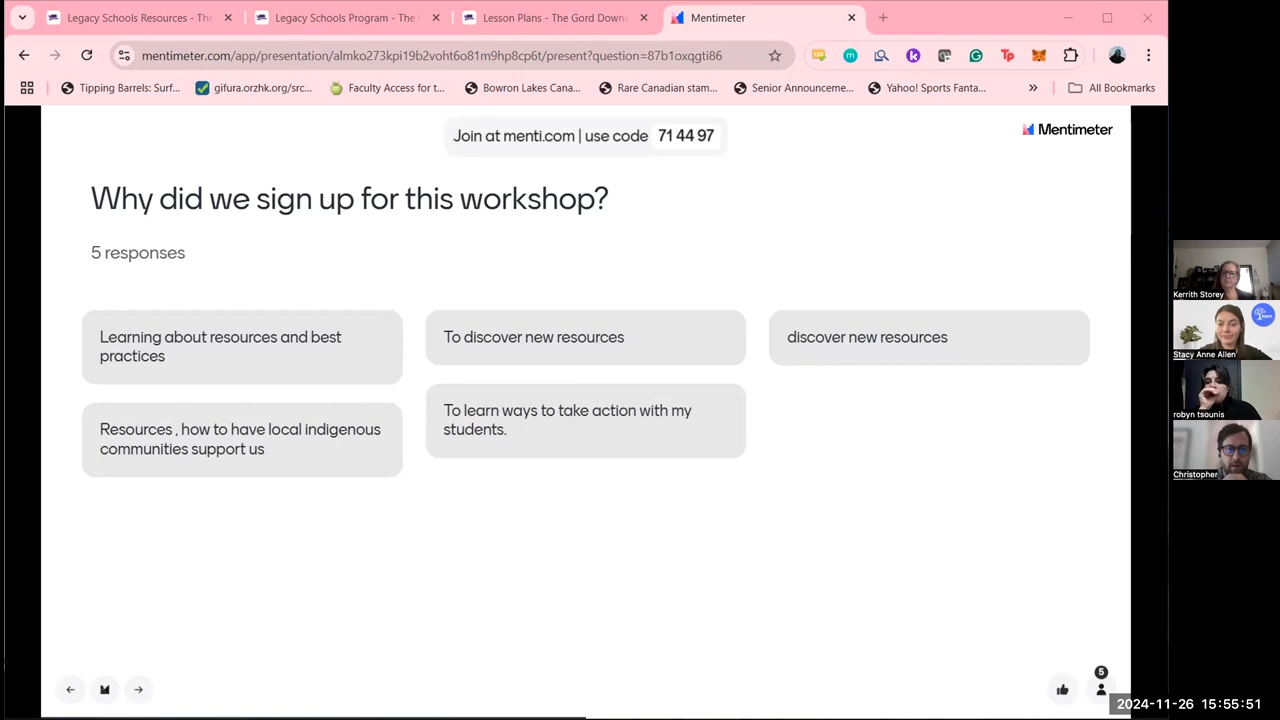 Legacy Schools Resources - The
Legacy Schools Program - The
Lesson Plans - The Gord Downi
Mentimeter
mentimeter.com/app/presentation/almko273kpi19b2voht6o81m9hp8cp6t/present?question=87b1oxqgti86
Tipping Barrels: Surf...
gifura.orzhk.org/src...
Faculty Access for t...
Bowron Lakes Cana...
Rare Canadian stam...
Senior Announceme...
Yahoo! Sports Fanta...
All Bookmarks
Join at menti.com | use code 71 44 97
Mentimeter
Why did we sign up for this workshop?
5 responses
Learning about resources and best
practices
To discover new resources
discover new resources
Resources , how to have local indigenous
communities support us
To learn ways to take action with my
students.
Kerrith Storey
Stacy Anne Allen
robyn tsounis
Christopher
5
2024-11-26 15:55:51